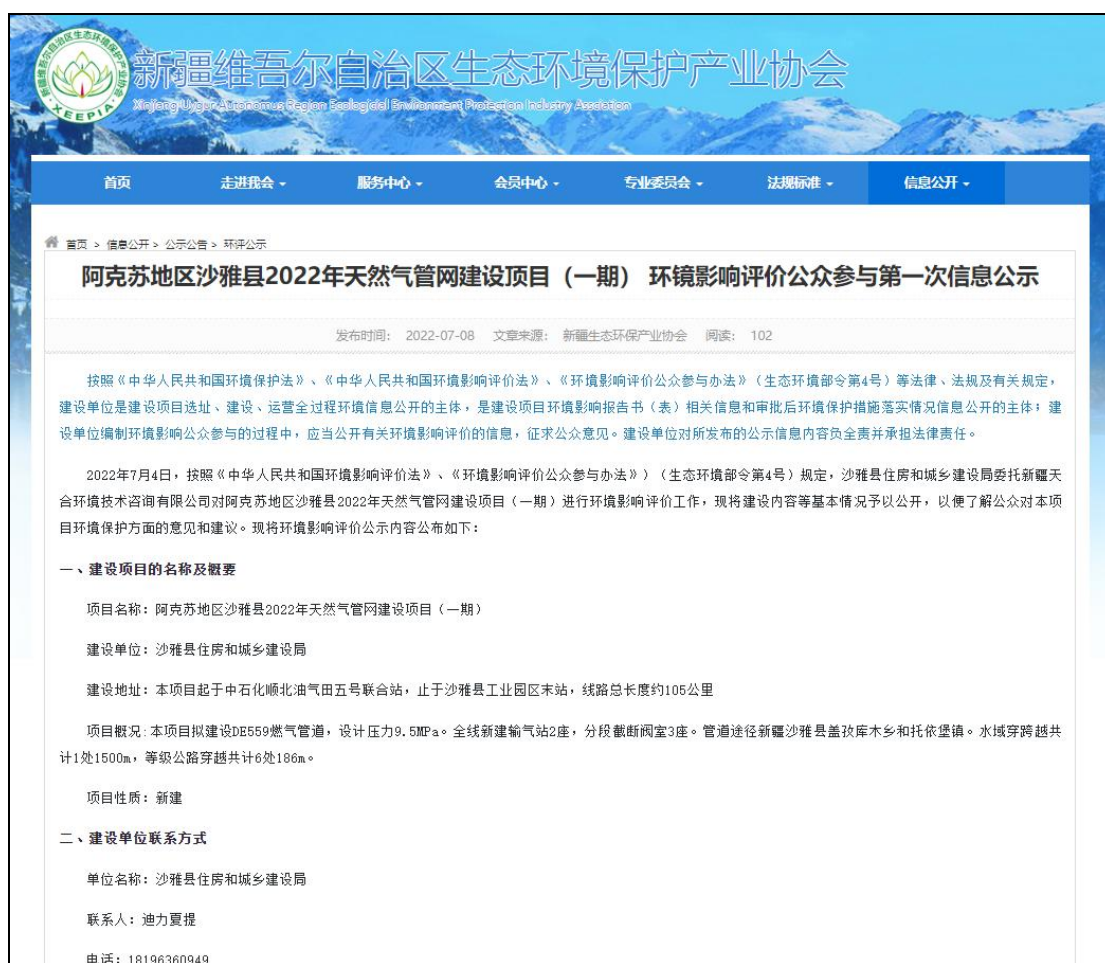 新疆维吾尔自治区生态环境保护产业协会
XEEPIA
首页 走进我会 服务中心 会员中心 专业委员会 法规标准 信息公开
首页 > 信息公开 > 公示公告 > 环评公示
阿克苏地区沙雅县2022年天然气管网建设项目（一期） 环镜影响评价公众参与第一次信息公示
发布时间： 2022-07-08 文章来源： 新疆生态环保产业协会 阅读： 102
按照《中华人民共和国环境保护法》、《中华人民共和国环境影响评价法》、《环境影响评价公众参与办法》（生态环境部令第4号）等法律、法规及有关规定，
建设单位是建设项目选址、建设、运营全过程环境信息公开的主体，是建设项目环境影响报告书（表）相关信息和审批后环境保护措施落实情况信息公开的主体；建
设单位编制环境影响公众参与的过程中，应当公开有关环境影响评价的信息，征求公众意见。建设单位对所发布的公示信息内容负全责并承担法律责任。
2022年7月4日，按照《中华人民共和国环境影响评价法》、《环境影响评价公众参与办法》）（生态环境部令第4号）规定，沙雅县住房和城乡建设局委托新疆天
合环境技术咨询有限公司对阿克苏地区沙雅县2022年天然气管网建设项目（一期）进行环境影响评价工作，现将建设内容等基本情况予以公开，以便了解公众对本项
目环境保护方面的意见和建议。现将环境影响评价公示内容公布如下：
一、建设项目的名称及概要
项目名称：阿克苏地区沙雅县2022年天然气管网建设项目（一期）
建设单位：沙雅县住房和城乡建设局
建设地址：本项目起于中石化顺北油气田五号联合站，止于沙雅县工业园区末站，线路总长度约105公里
项目概况:本项目拟建设DE559燃气管道，设计压力9.5MPa。全线新建输气站2座，分段截断阀室3座。管道途径新疆沙雅县盖孜库木乡和托依堡镇。水域穿跨越共
计1处1500m，等级公路穿越共计6处186m。
项目性质：新建
二、建设单位联系方式
单位名称：沙雅县住房和城乡建设局
联系人：迪力夏提
电话：18196360949